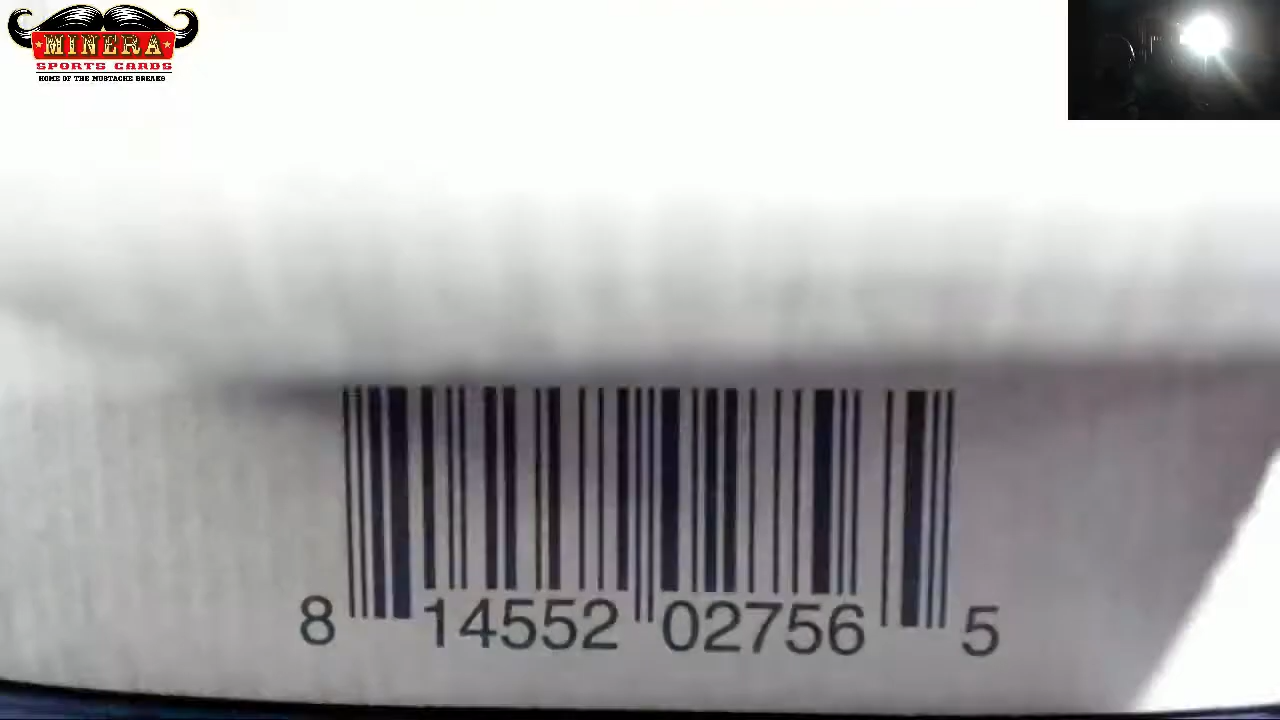 MINERA
SPORTS CARDS
HOME OF THE MUSTACHE BREAKS
8 14552 02756 5